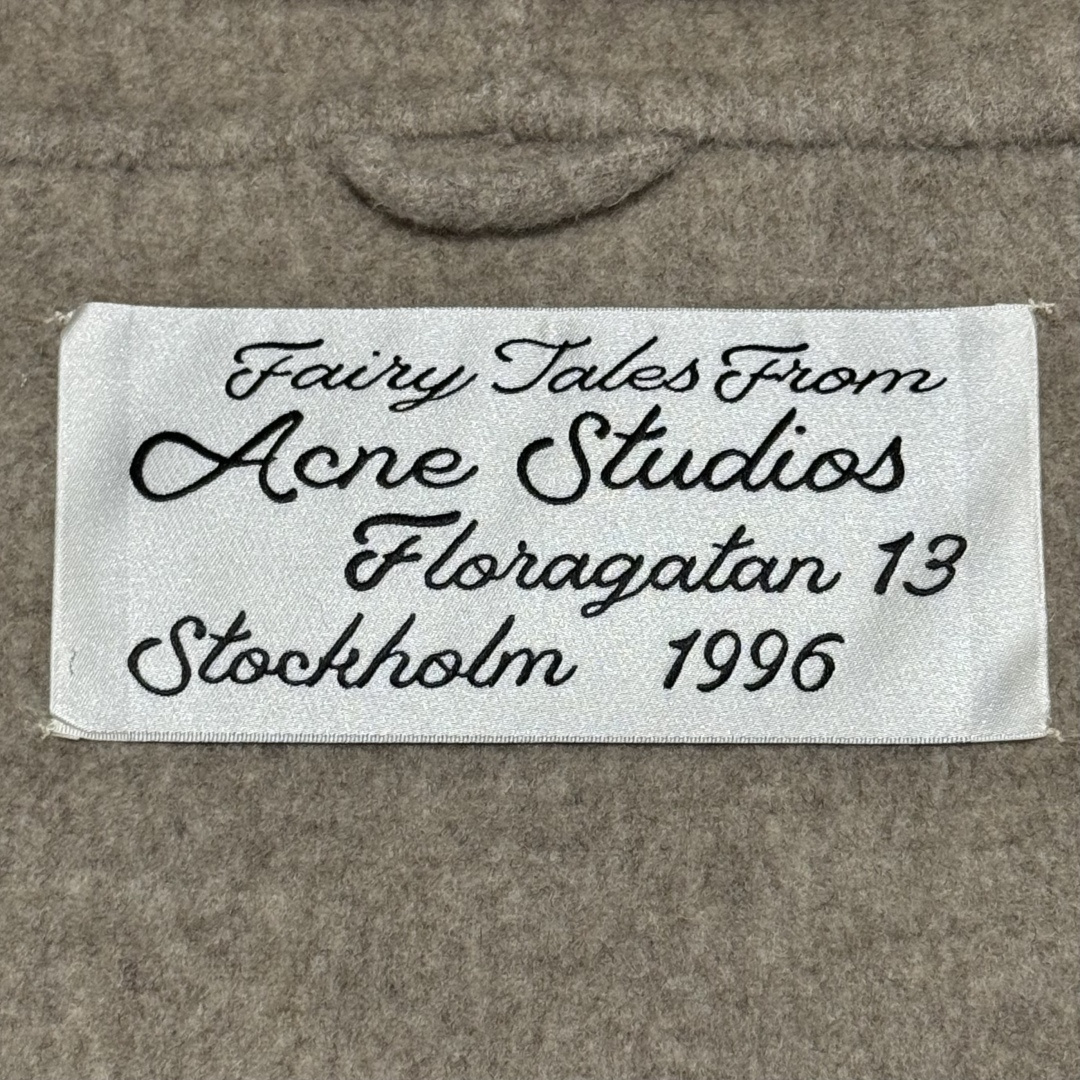 Fairy Tales From
Acne Studios
Floragatan 13
Stockholm 1996